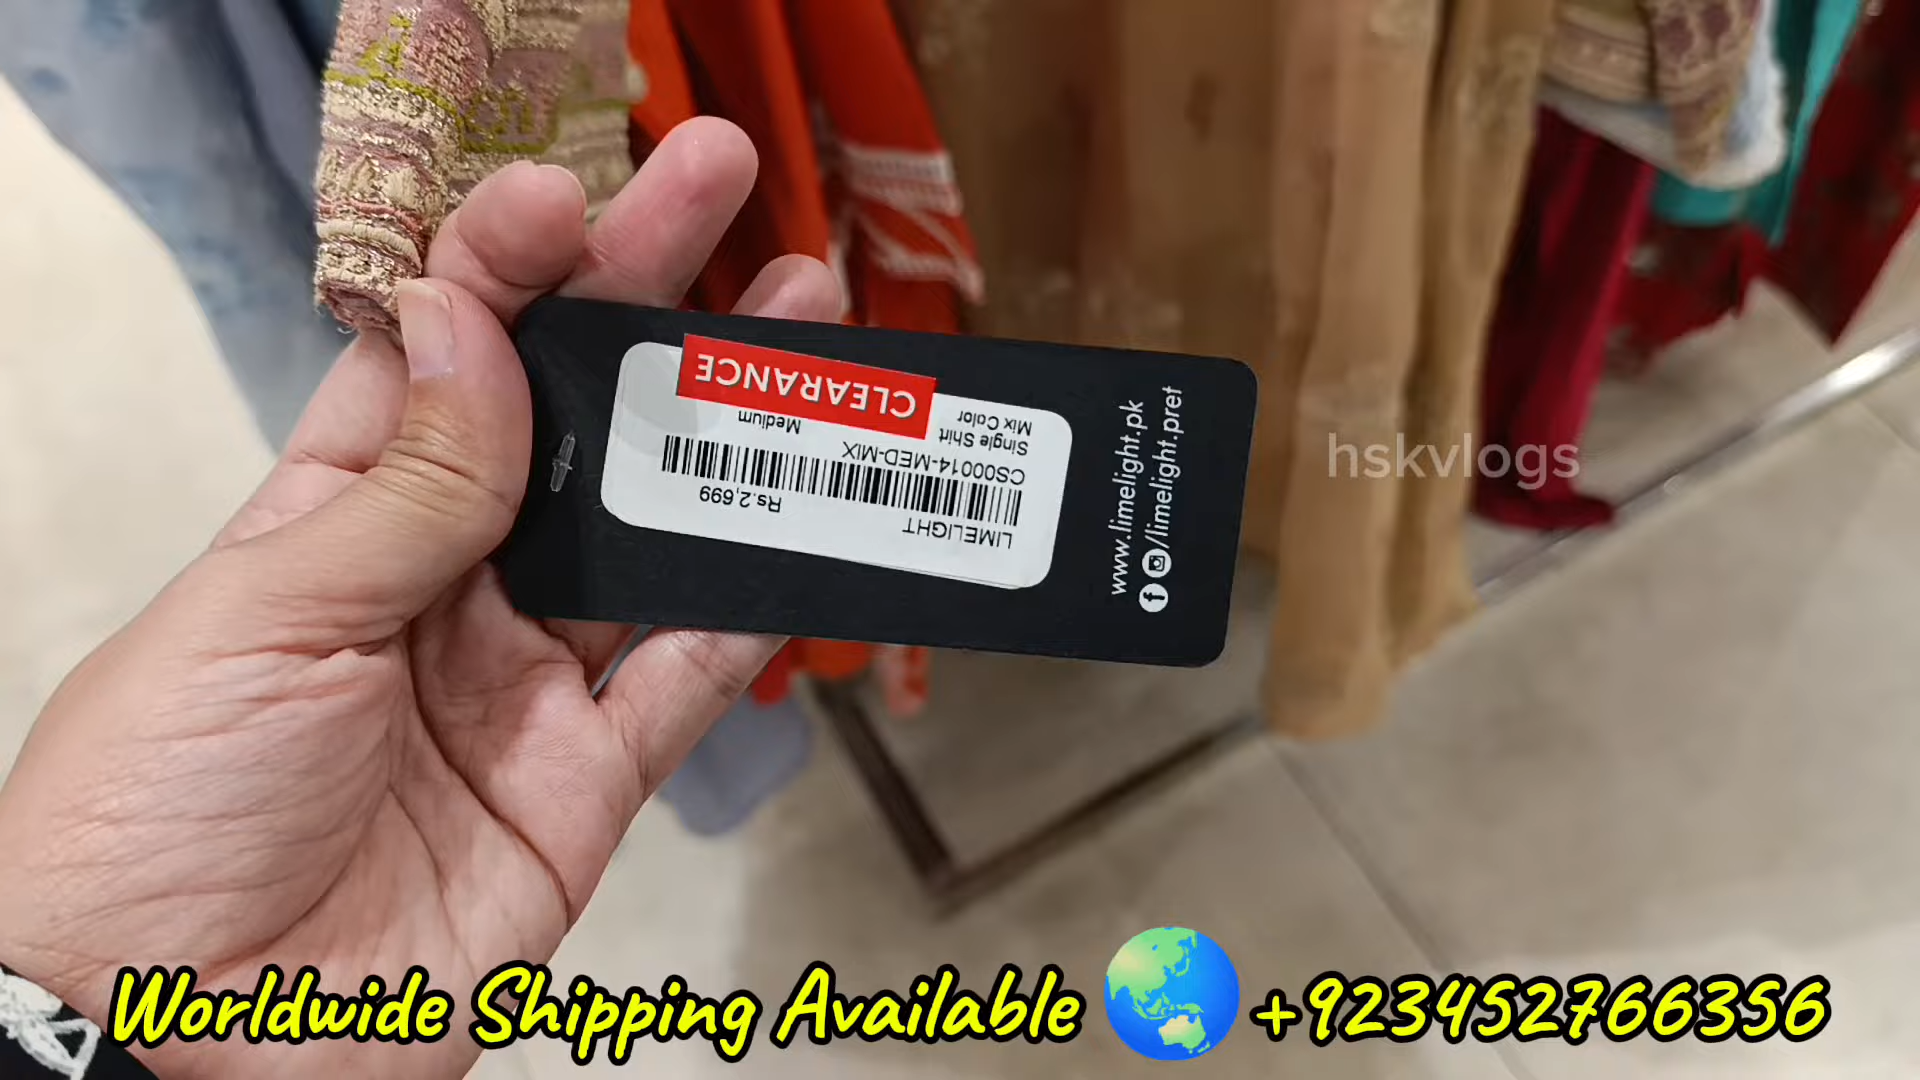 LIMELIGHT
Rs.2,699
CS00014-MED-MIX
Single Shirt
Medium
Mix Color
CLEARANCE
www.limelight.pk
/limelight.pret
hskvlogs
Worldwide Shipping Available 🌏 +923452766356